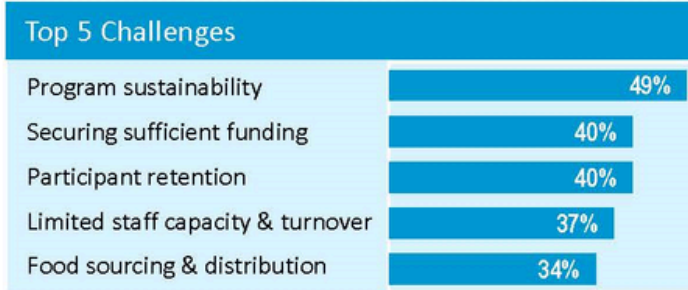 Top 5 Challenges
Program sustainability 49%
Securing sufficient funding 40%
Participant retention 40%
Limited staff capacity & turnover 37%
Food sourcing & distribution 34%